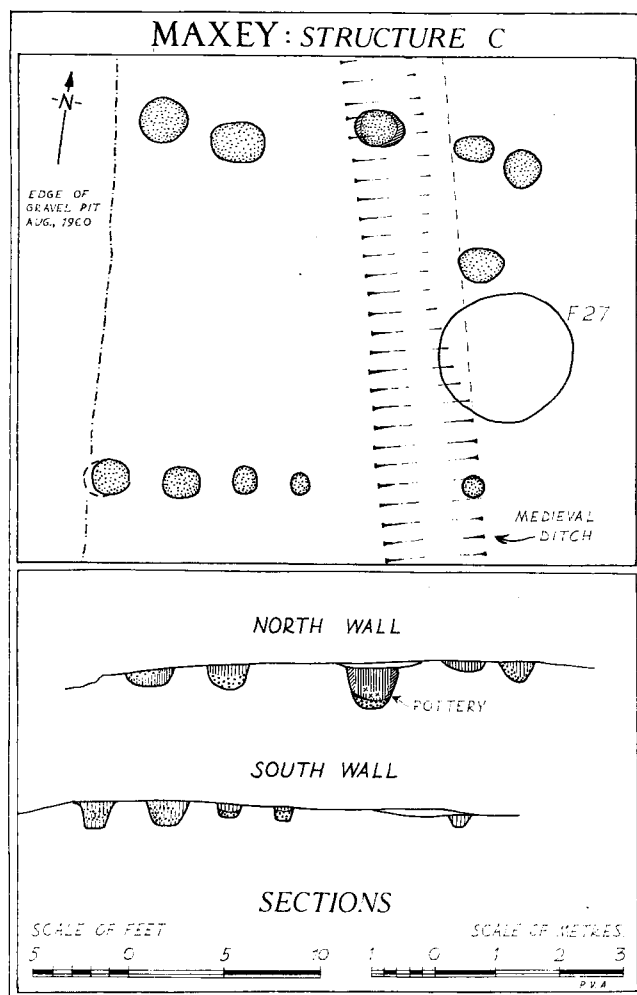 MAXEY: STRUCTURE C
-N-
EDGE OF
GRAVEL PIT
AUG., 1960
F27
MEDIEVAL
DITCH
NORTH WALL
POTTERY
SOUTH WALL
SECTIONS
SCALE OF FEET
SCALE OF METRES
5 0 5 10
1 0 1 2 3
P.V.A